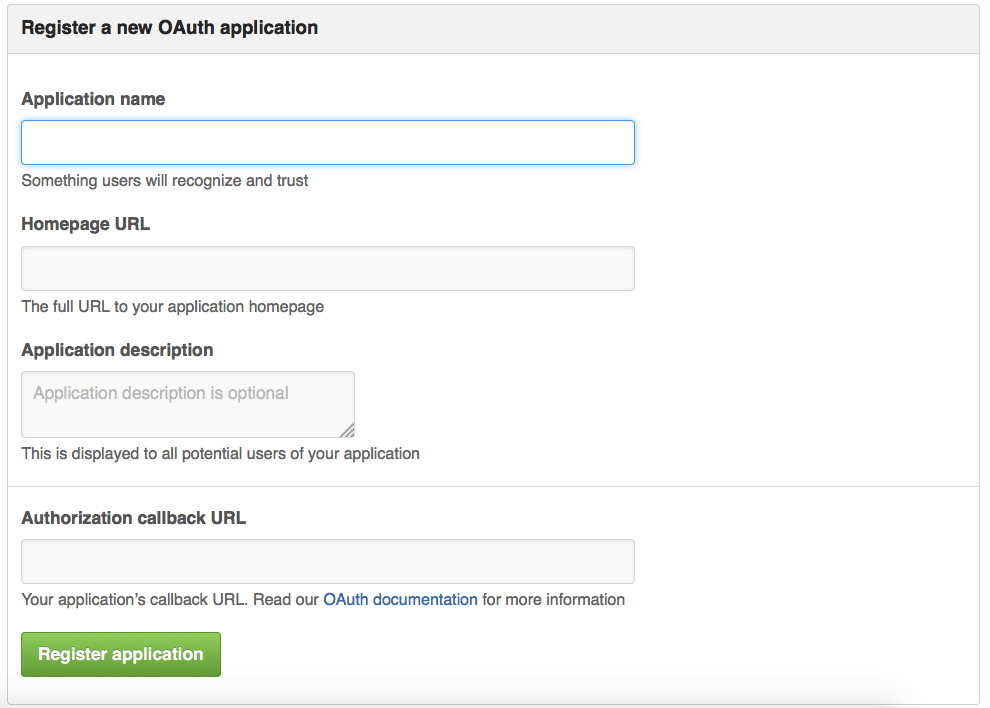 Register a new OAuth application
Application name
Something users will recognize and trust
Homepage URL
The full URL to your application homepage
Application description
Application description is optional
This is displayed to all potential users of your application
Authorization callback URL
Your application’s callback URL. Read our OAuth documentation for more information
Register application